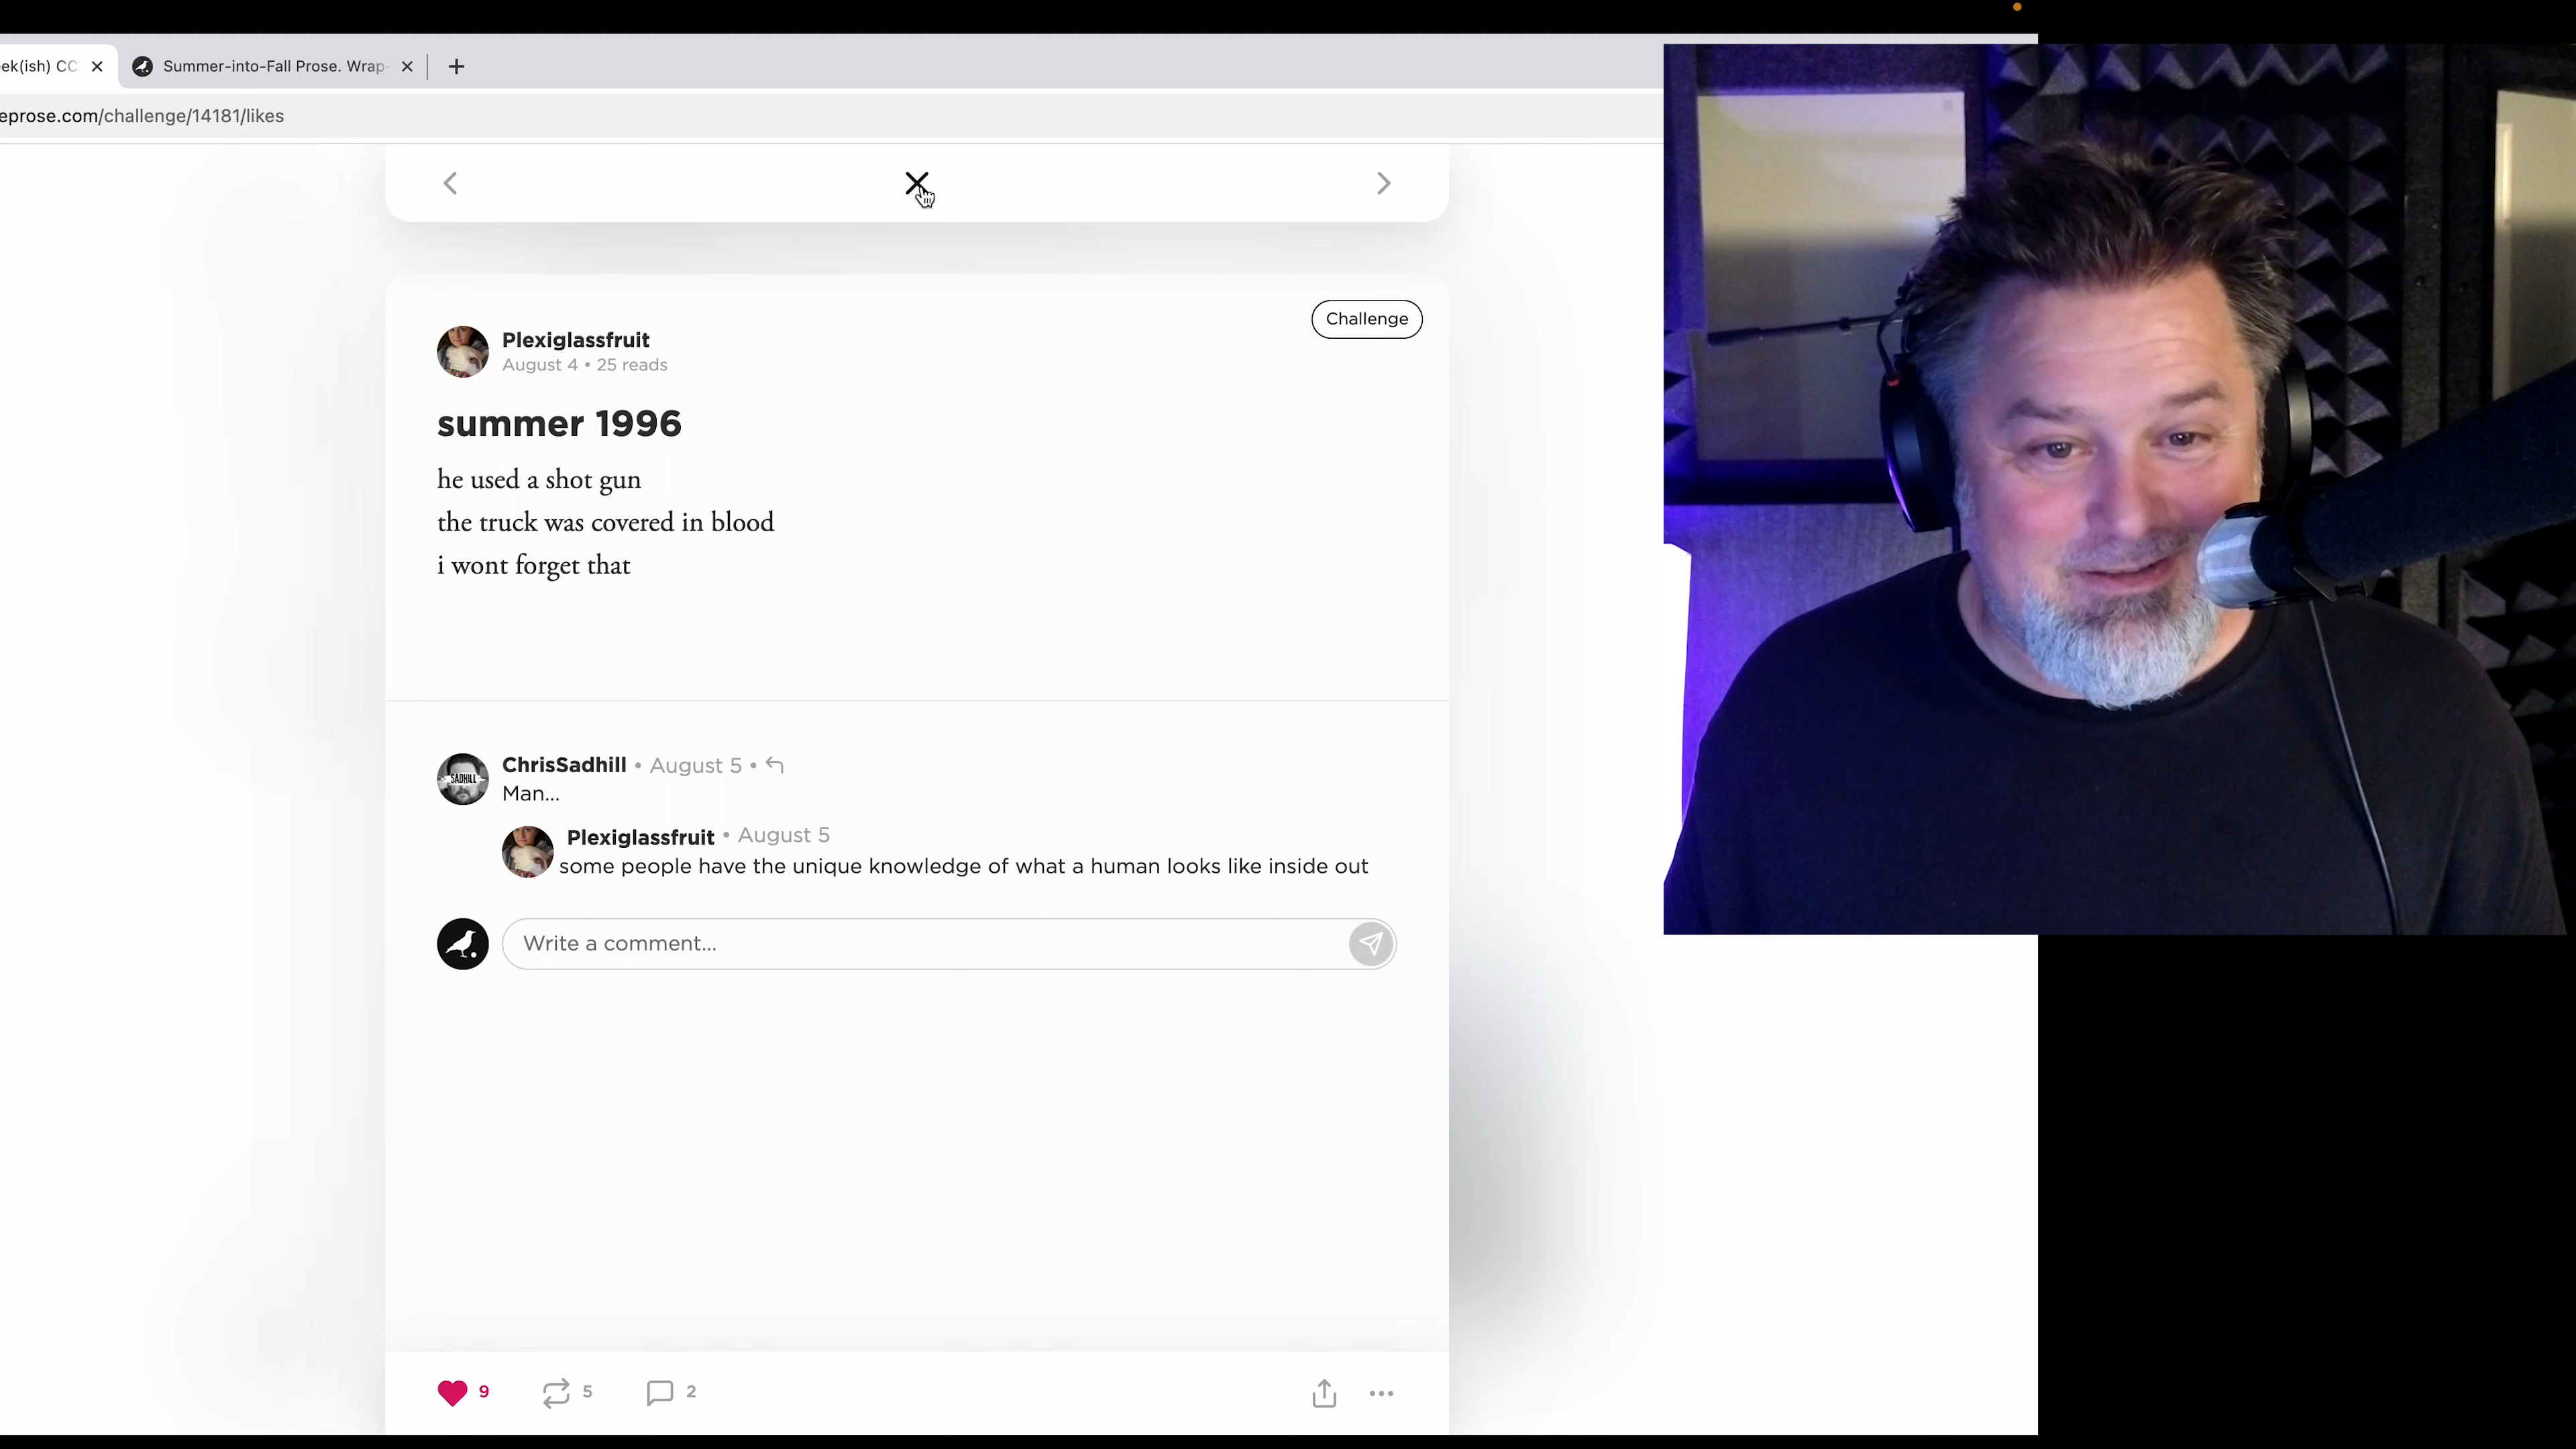 ek(ish) CC
Summer-into-Fall Prose. Wrap-
eprose.com/challenge/14181/likes
Challenge
Plexiglassfruit
August 4 • 25 reads
summer 1996
he used a shot gun
the truck was covered in blood
i wont forget that
ChrisSadhill • August 5 •
Man...
SADHILL
Plexiglassfruit • August 5
some people have the unique knowledge of what a human looks like inside out
Write a comment...
9 5 2